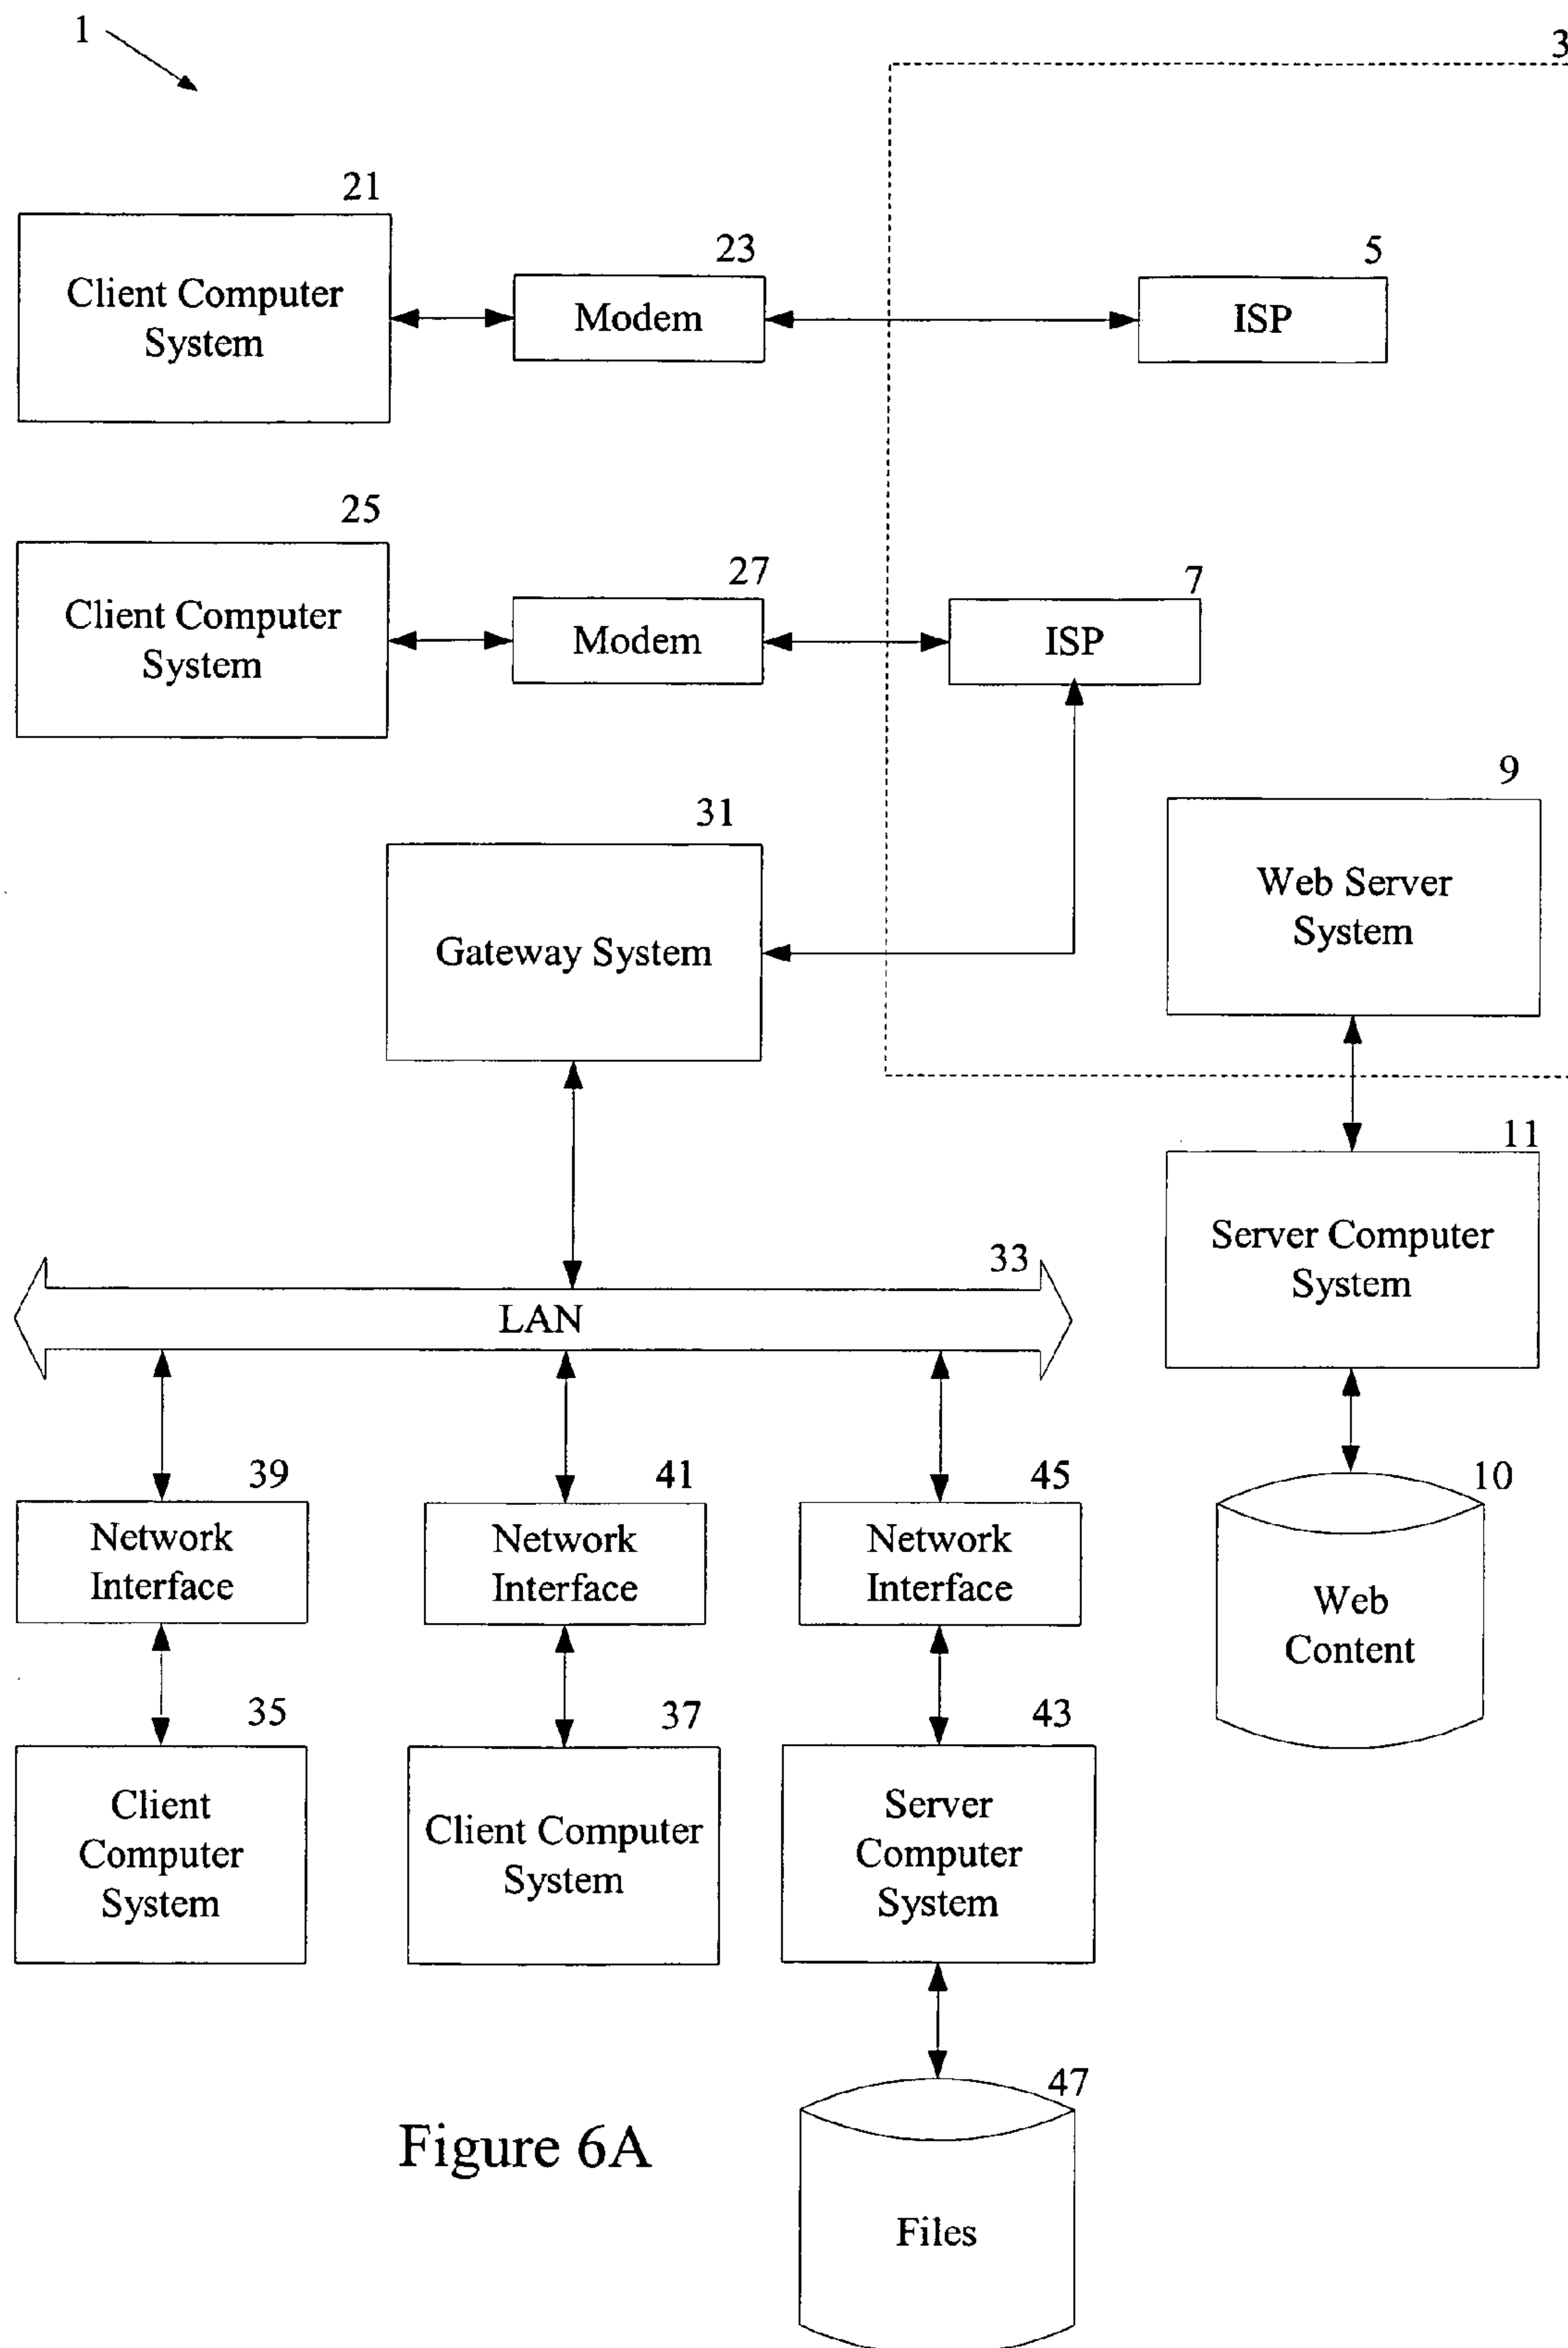 1
3
21
Client Computer
System
23
Modem
5
ISP
25
Client Computer
System
27
Modem
7
ISP
31
Gateway System
9
Web Server
System
11
Server Computer
System
33
LAN
39
Network
Interface
41
Network
Interface
45
Network
Interface
10
Web
Content
35
Client
Computer
System
37
Client Computer
System
43
Server
Computer
System
47
Files
Figure 6A